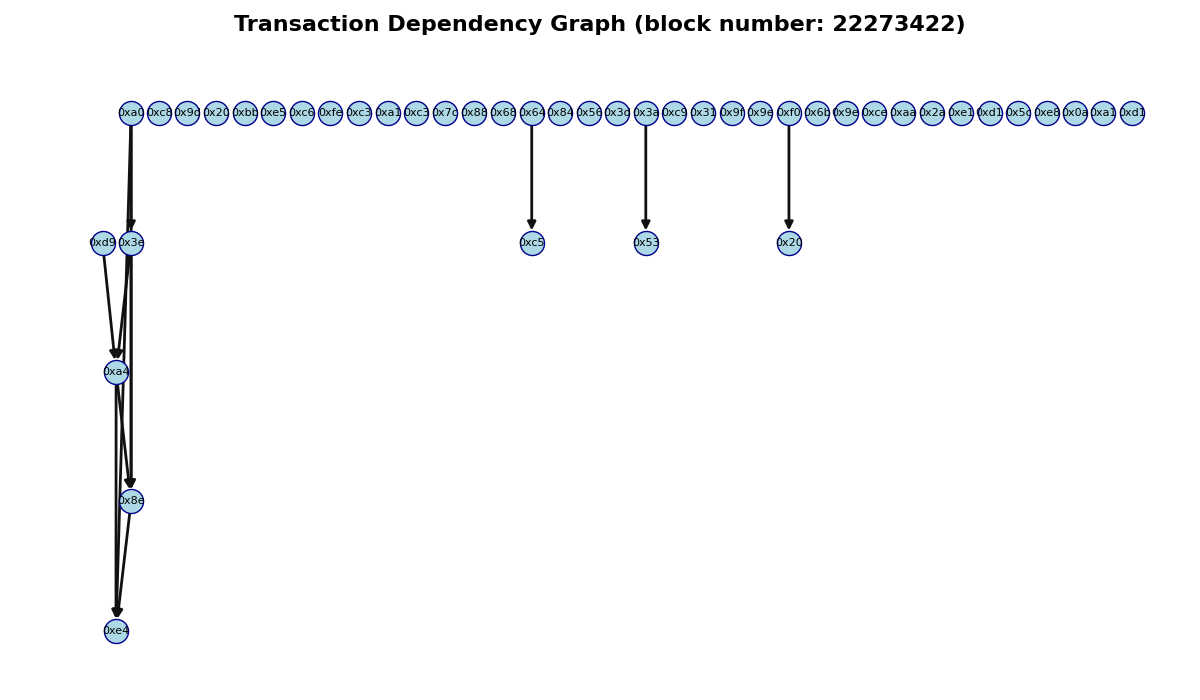 Transaction Dependency Graph (block number: 22273422)
0xa0 0xc8 0x9d 0x20 0xbb 0xe5 0xc6 0xfe 0xc3 0xa1 0xc3 0x7c 0x88 0x68 0x64 0x84 0x56 0x3d 0x3a 0xc9 0x31 0x9f 0x9e 0xf0 0x6b 0x9e 0xce 0xaa 0x2a 0xe1 0xd1 0x5c 0xe8 0x0a 0xa1 0xd1
0xd9 0x3e 0xc5 0x53 0x20
0xa4
0x8e
0xe4